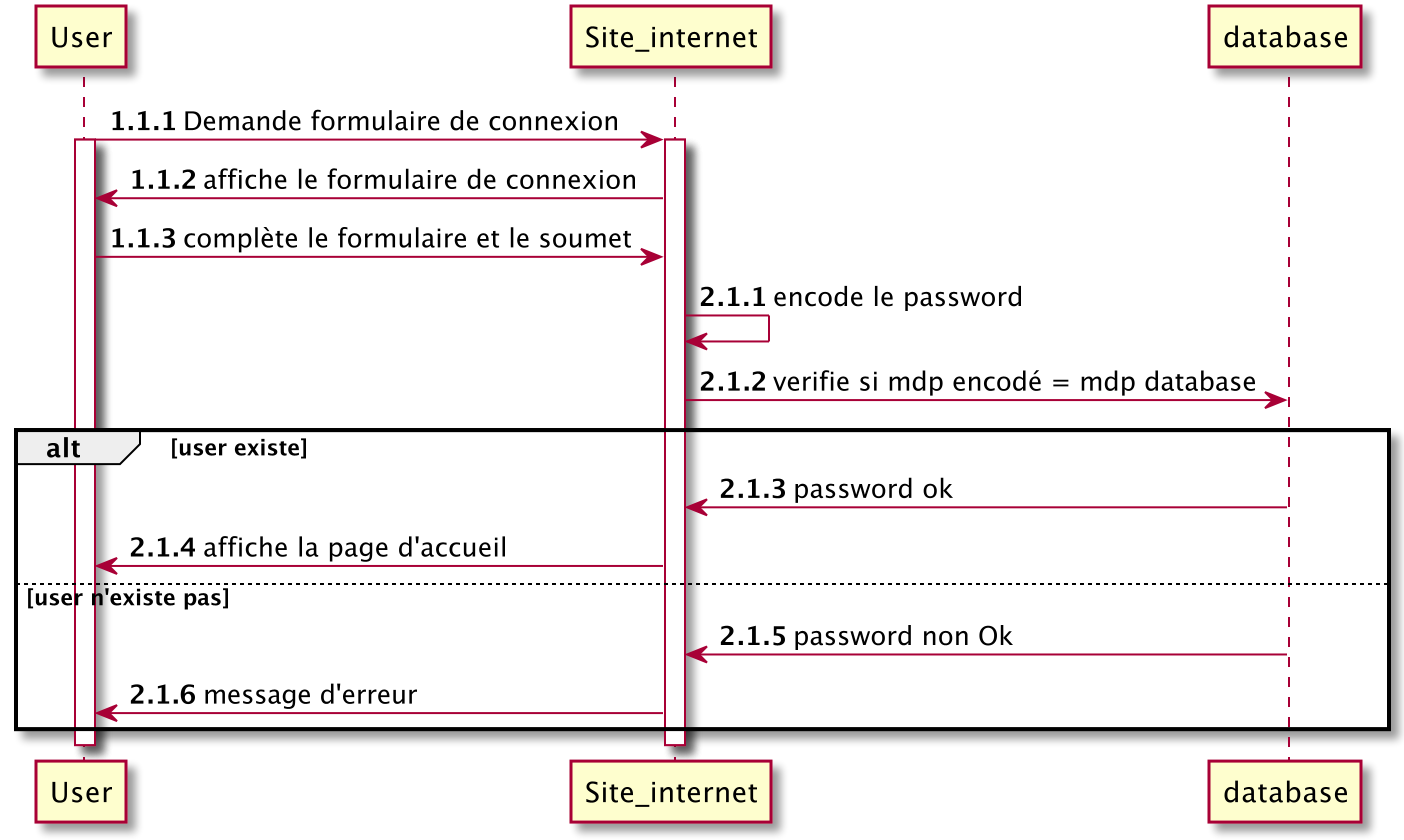 User Site_internet database
1.1.1 Demande formulaire de connexion
1.1.2 affiche le formulaire de connexion
1.1.3 complète le formulaire et le soumet
2.1.1 encode le password
2.1.2 verifie si mdp encodé = mdp database
alt [user existe]
2.1.3 password ok
2.1.4 affiche la page d'accueil
[user n'existe pas]
2.1.5 password non Ok
2.1.6 message d'erreur
User Site_internet database